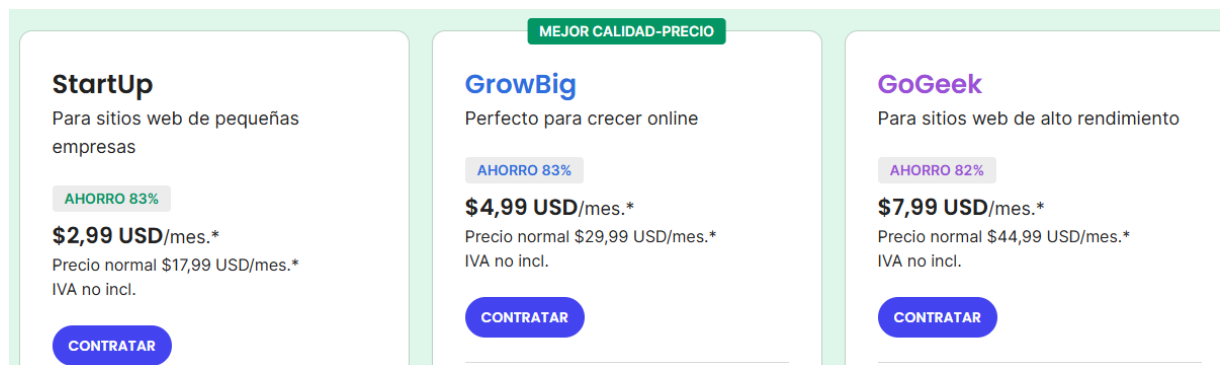 StartUp
Para sitios web de pequeñas
empresas
AHORRO 83%
$2,99 USD/mes.*
Precio normal $17,99 USD/mes.*
IVA no incl.
CONTRATAR
MEJOR CALIDAD-PRECIO
GrowBig
Perfecto para crecer online
AHORRO 83%
$4,99 USD/mes.*
Precio normal $29,99 USD/mes.*
IVA no incl.
CONTRATAR
GoGeek
Para sitios web de alto rendimiento
AHORRO 82%
$7,99 USD/mes.*
Precio normal $44,99 USD/mes.*
IVA no incl.
CONTRATAR